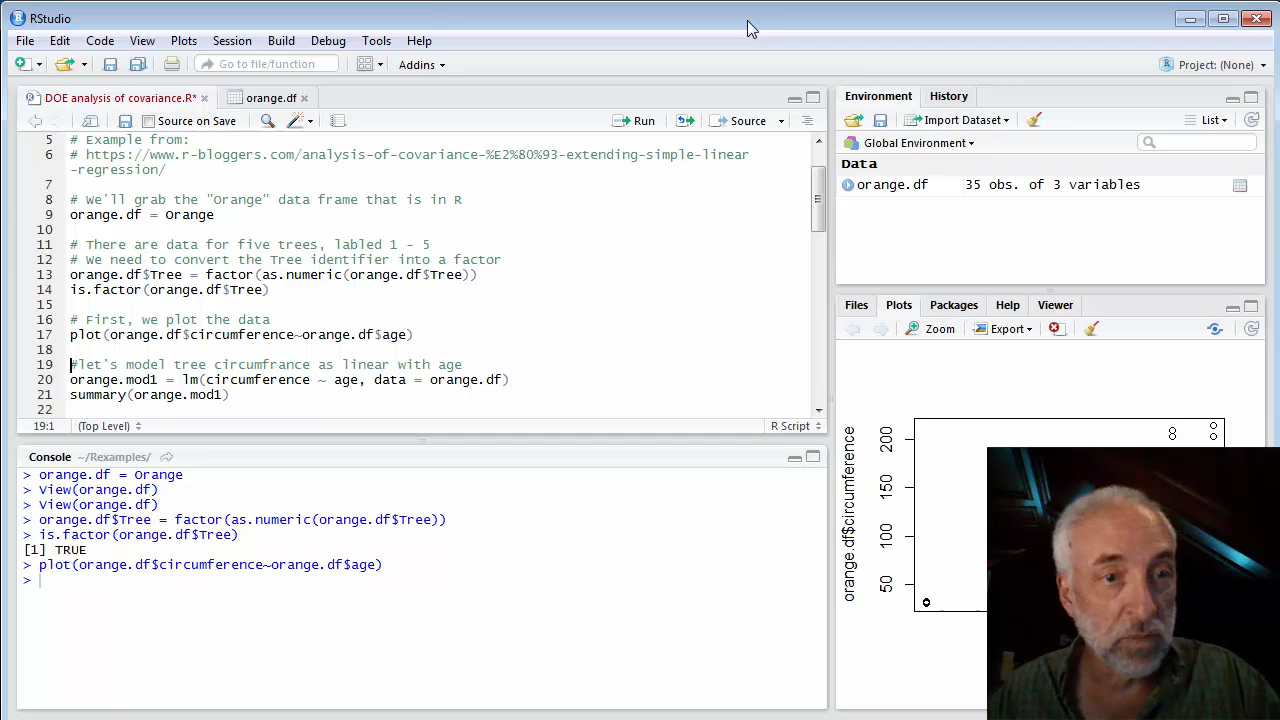 RStudio
File Edit Code View Plots Session Build Debug Tools Help
Go to file/function Addins Project: (None)
DOE analysis of covariance.R* orange.df
Source on Save Run Source
5 # Example from:
6 # https://www.r-bloggers.com/analysis-of-covariance-%E2%80%93-extending-simple-linear
-regression/
7
8 # We'll grab the "Orange" data frame that is in R
9 orange.df = Orange
10
11 # There are data for five trees, labled 1 - 5
12 # We need to convert the Tree identifier into a factor
13 orange.df$Tree = factor(as.numeric(orange.df$Tree))
14 is.factor(orange.df$Tree)
15
16 # First, we plot the data
17 plot(orange.df$circumference~orange.df$age)
18
19 #let's model tree circumfrance as linear with age
20 orange.mod1 = lm(circumference ~ age, data = orange.df)
21 summary(orange.mod1)
22
19:1 (Top Level) R Script
Console ~/Rexamples/
> orange.df = Orange
> View(orange.df)
> View(orange.df)
> orange.df$Tree = factor(as.numeric(orange.df$Tree))
> is.factor(orange.df$Tree)
[1] TRUE
> plot(orange.df$circumference~orange.df$age)
>
Environment History
Import Dataset List
Global Environment
Data
orange.df 35 obs. of 3 variables
Files Plots Packages Help Viewer
Zoom Export
orange.df$circumference
200
150
100
50